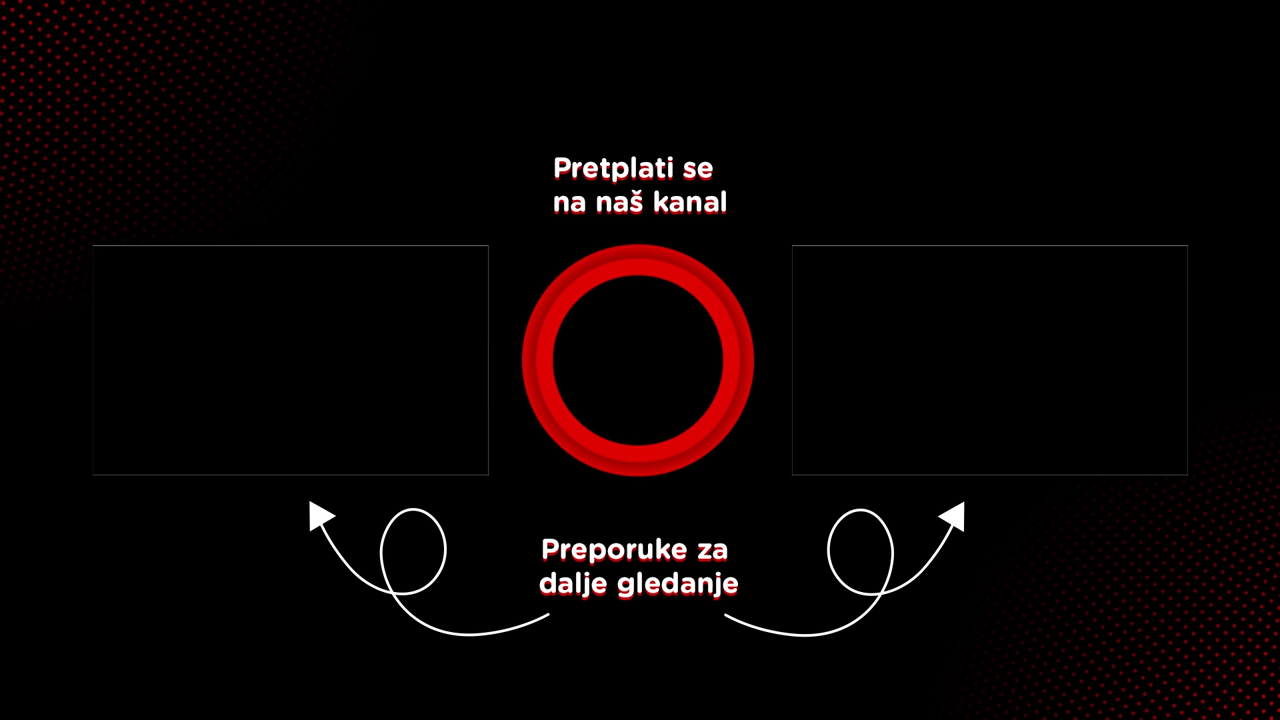 Pretplati se
na naš kanal
Preporuke za
dalje gledanje